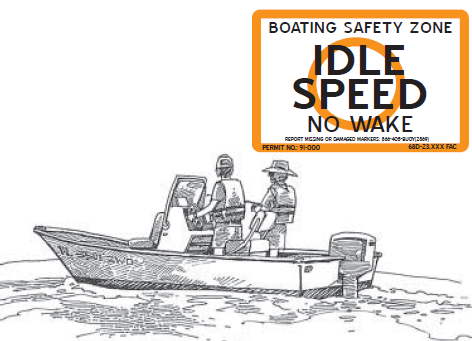 BOATING SAFETY ZONE
IDLE
SPEED
NO WAKE
REPORT MISSING OR DAMAGED MARKERS: 866-405-BUOY(2869)
PERMIT NO.: 91-000 68D-23.XXX FAC
FL